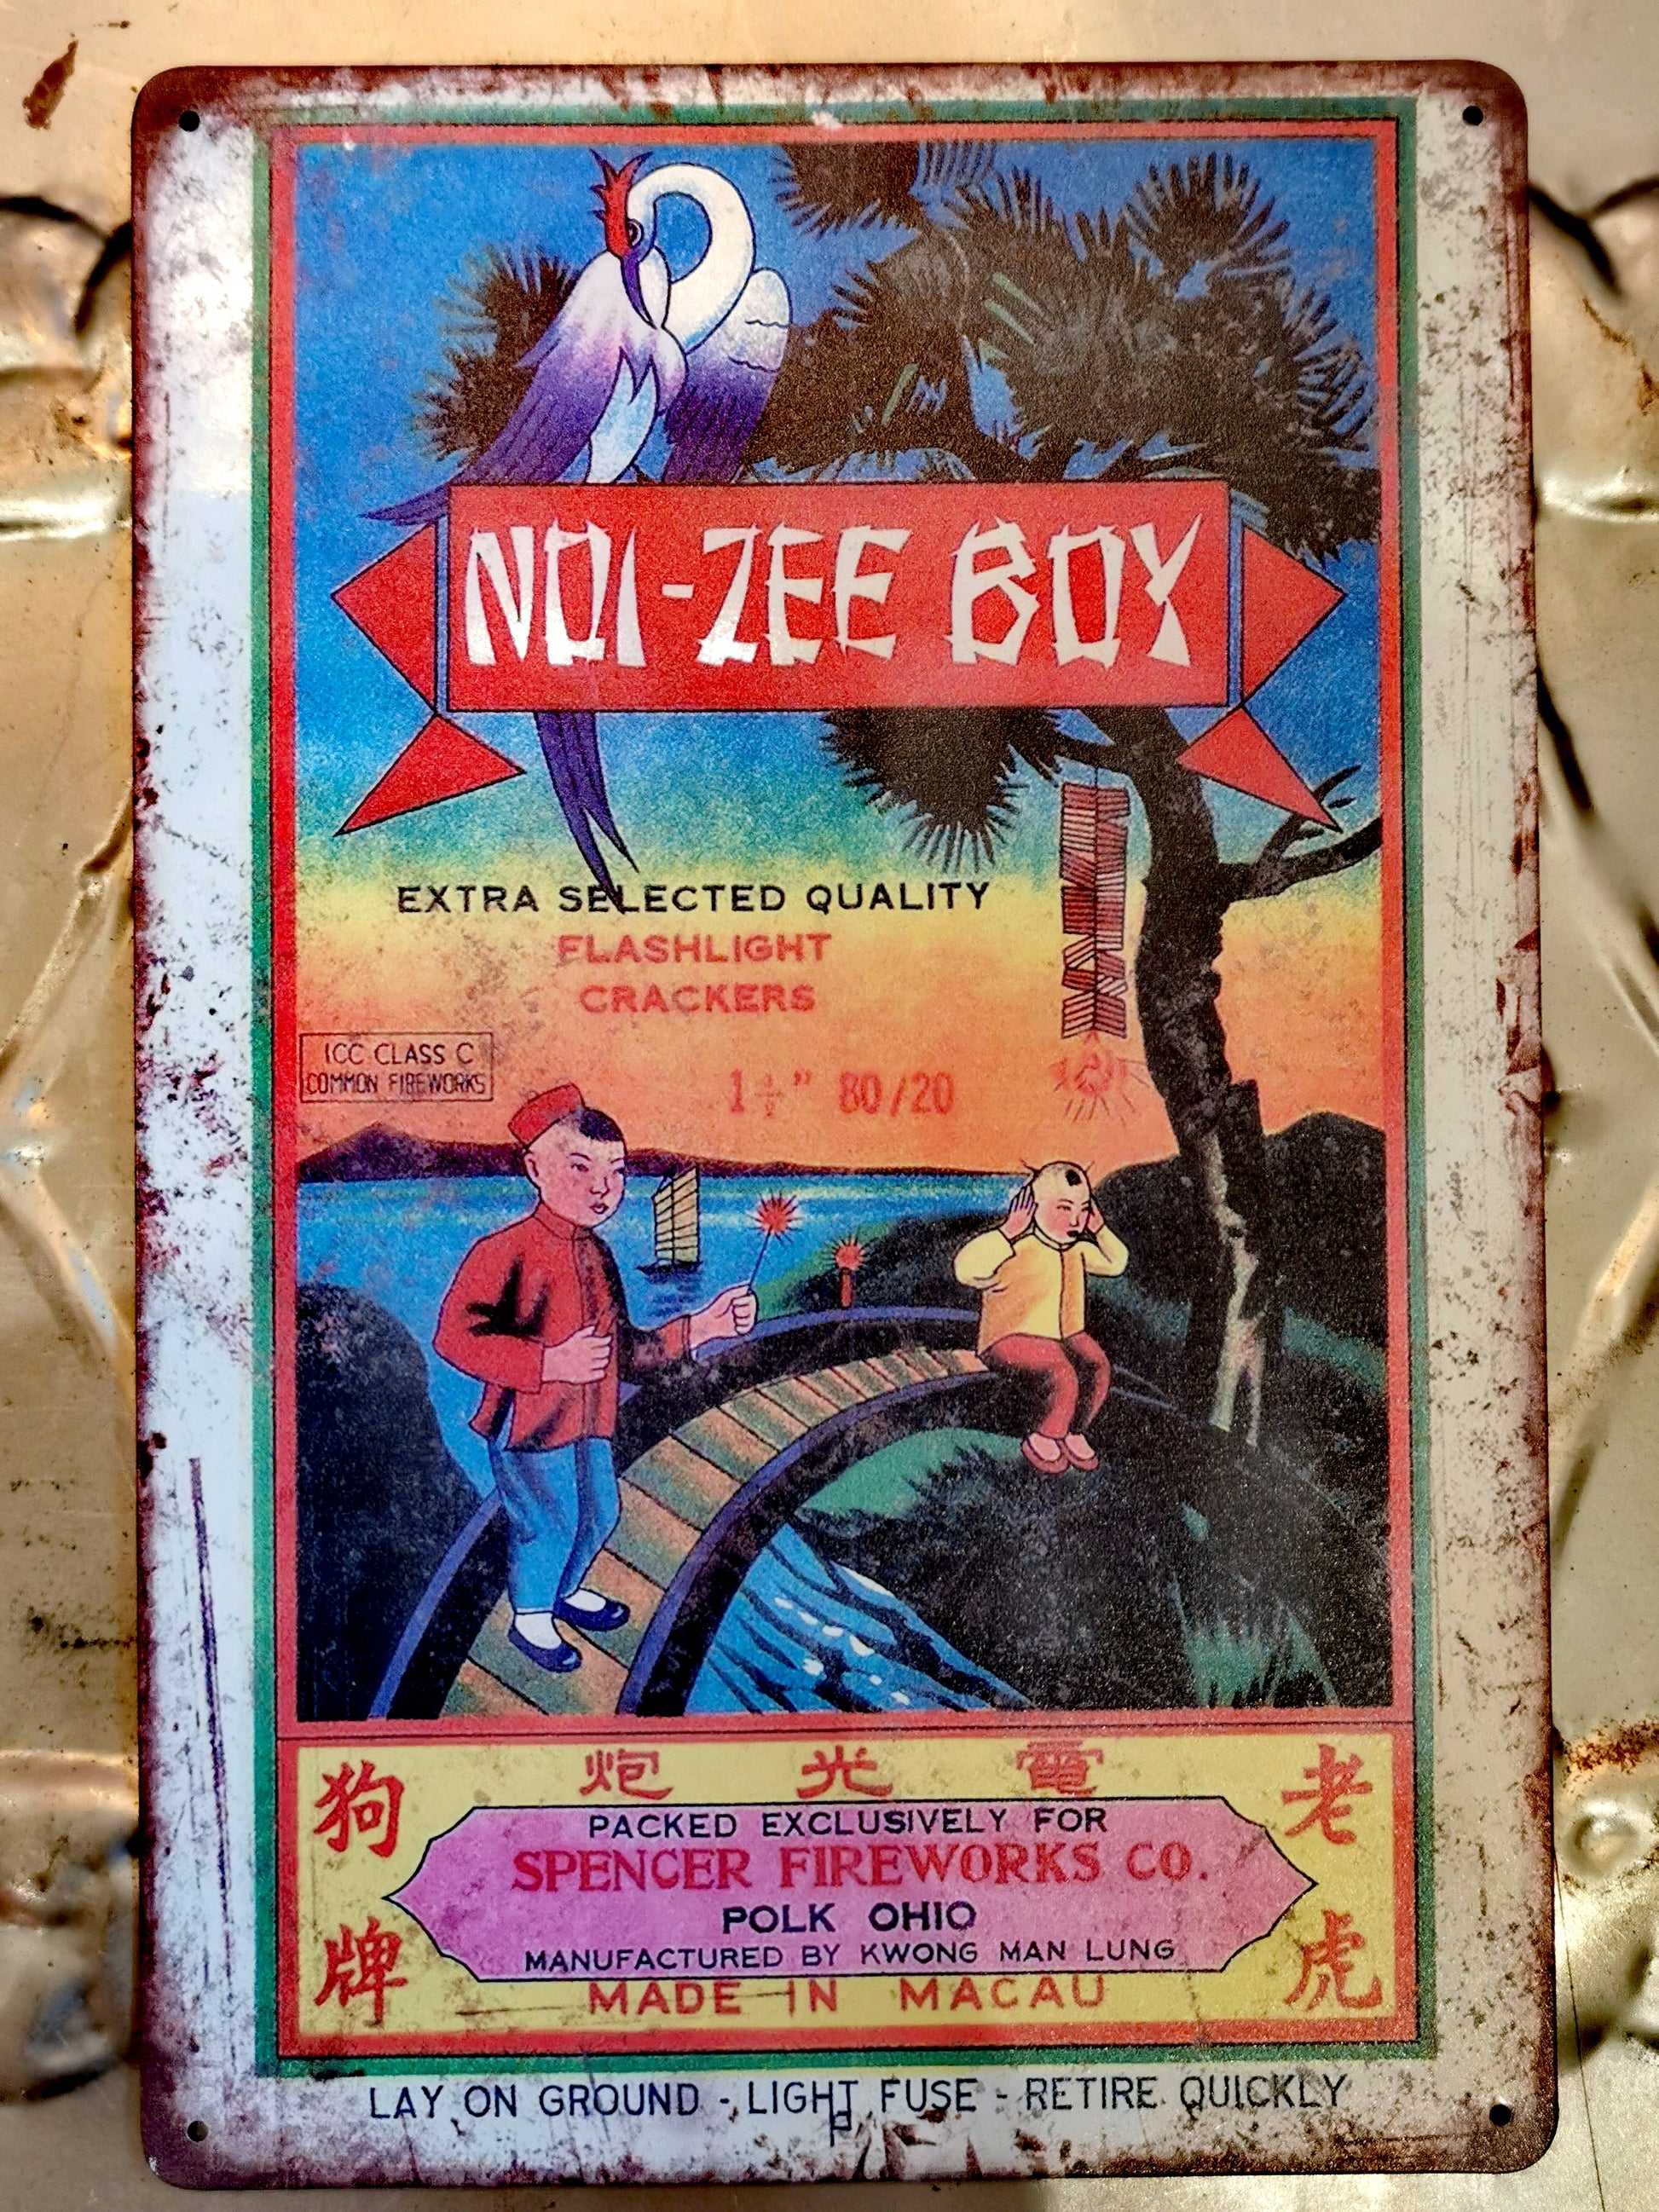 NOI-ZEE BOY
EXTRA SELECTED QUALITY
FLASHLIGHT
CRACKERS
ICC CLASS C
COMMON FIREWORKS
1½" 80/20
電光炮
老虎
狗牌
PACKED EXCLUSIVELY FOR
SPENCER FIREWORKS CO.
POLK OHIO
MANUFACTURED BY KWONG MAN LUNG
MADE IN MACAU
LAY ON GROUND - LIGHT FUSE - RETIRE QUICKLY